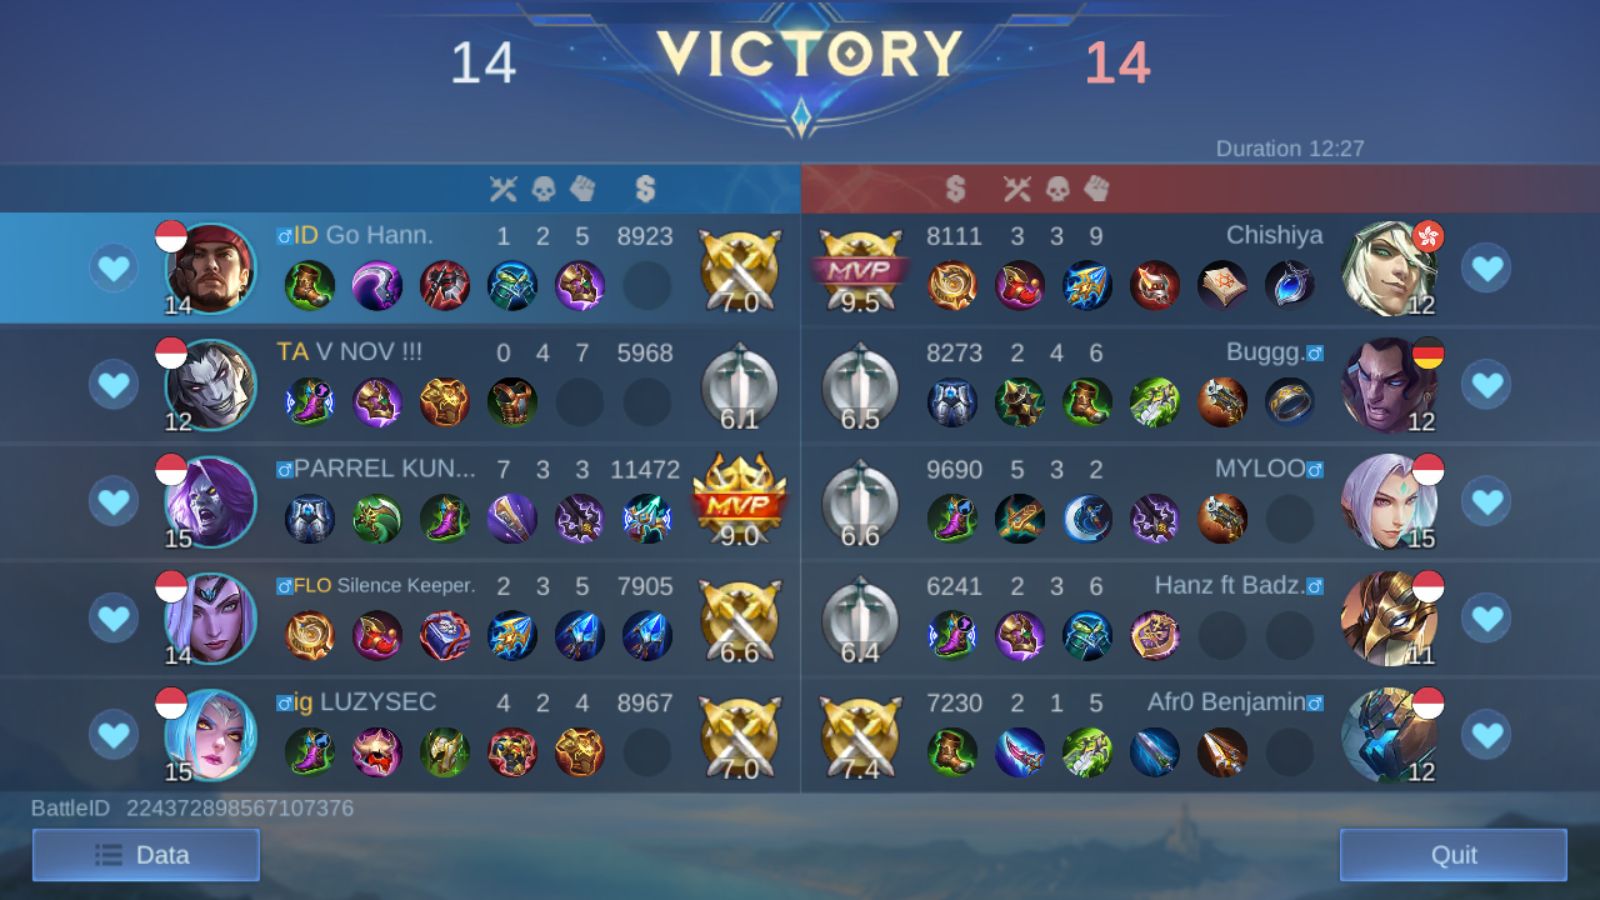 14 VICTORY 14
Duration 12:27
ID Go Hann. 1 2 5 8923
14 7.0
MVP 9.5 8111 3 3 9 Chishiya 12
TA V NOV !!! 0 4 7 5968
12 6.1
6.5 8273 2 4 6 Buggg. 12
PARREL KUN... 7 3 3 11472
15 MVP 9.0
6.6 9690 5 3 2 MYLOO 15
FLO Silence Keeper. 2 3 5 7905
14 6.6
6.4 6241 2 3 6 Hanz ft Badz. 11
ig LUZYSEC 4 2 4 8967
15 7.0
7.4 7230 2 1 5 Afr0 Benjamin 12
BattleID 224372898567107376
Data
Quit